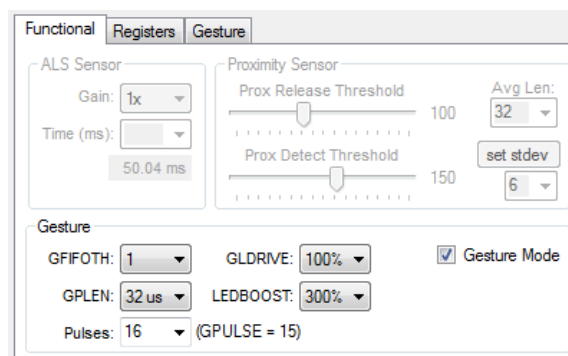 Functional Registers Gesture
ALS Sensor
Gain: 1x
Time (ms):
50.04 ms
Proximity Sensor
Prox Release Threshold
100
Avg Len:
32
Prox Detect Threshold
150
set stdev
6
Gesture
GFIFOTH: 1 GLDRIVE: 100% Gesture Mode
GPLEN: 32 us LEDBOOST: 300%
Pulses: 16 (GPULSE = 15)